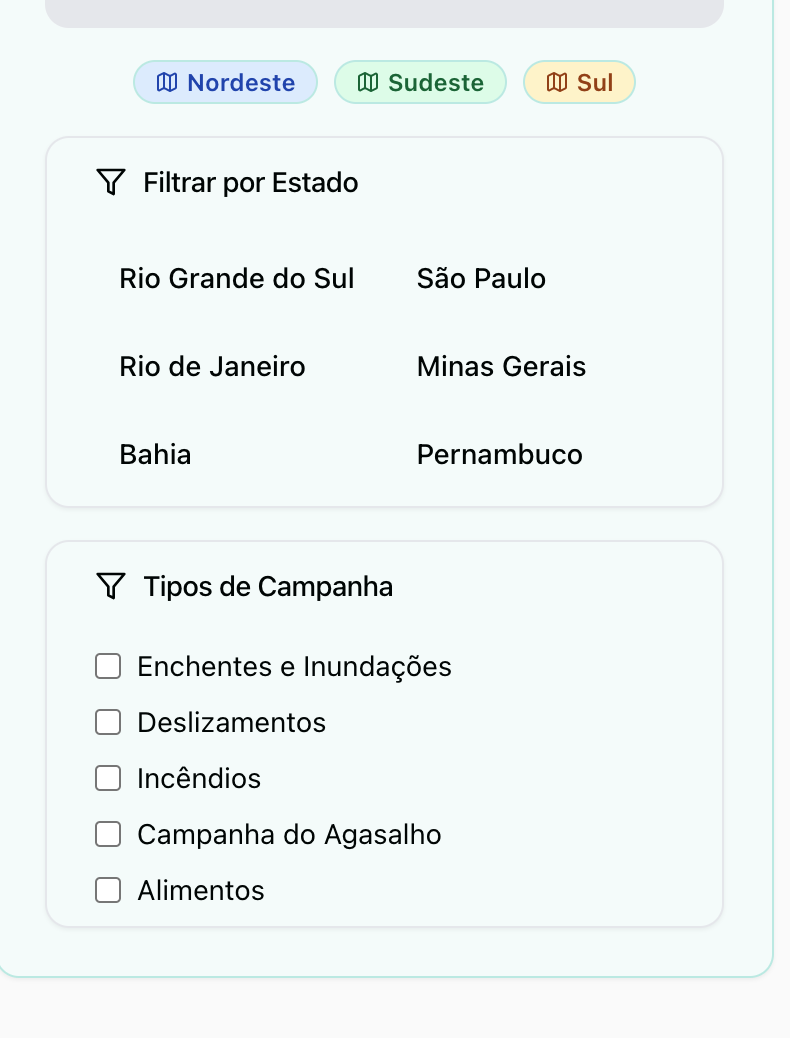 Nordeste Sudeste Sul
Filtrar por Estado
Rio Grande do Sul São Paulo
Rio de Janeiro Minas Gerais
Bahia Pernambuco
Tipos de Campanha
Enchentes e Inundações
Deslizamentos
Incêndios
Campanha do Agasalho
Alimentos